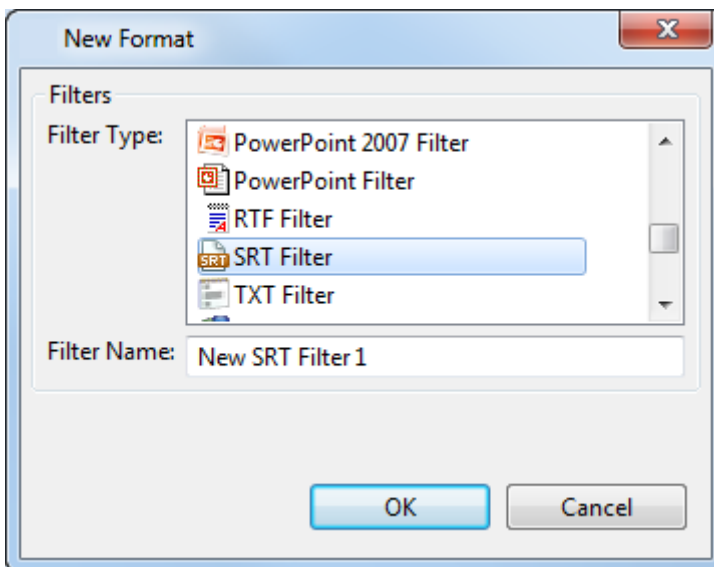 New Format
Filters
Filter Type:
PowerPoint 2007 Filter
PowerPoint Filter
RTF Filter
SRT
SRT Filter
TXT Filter
Filter Name:
New SRT Filter 1
OK
Cancel